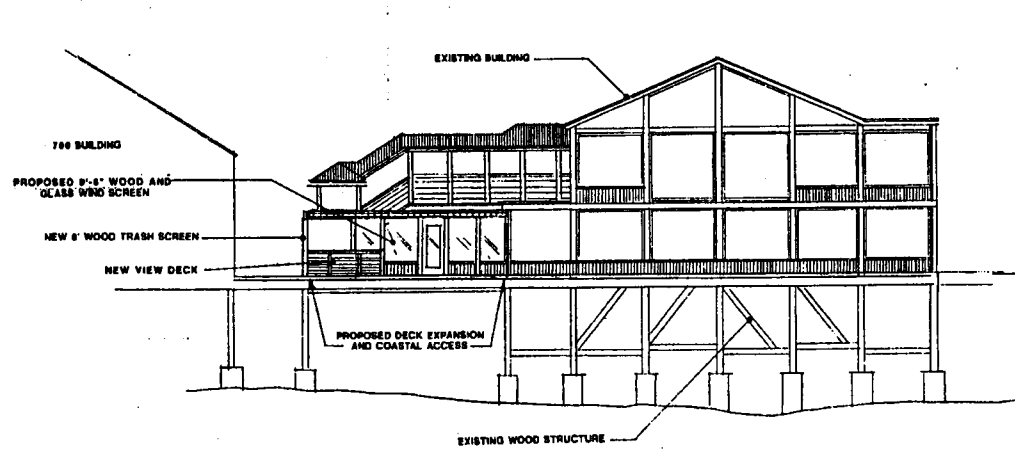 EXISTING BUILDING
700 BUILDING
PROPOSED 9'-6" WOOD AND
GLASS WIND SCREEN
NEW 6' WOOD TRASH SCREEN
NEW VIEW DECK
PROPOSED DECK EXPANSION
AND COASTAL ACCESS
EXISTING WOOD STRUCTURE